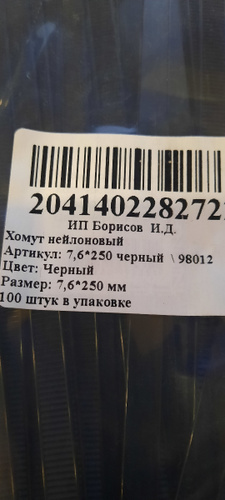 204140228272
ИП Борисов И.Д.
Хомут нейлоновый
Артикул: 7,6*250 черный \ 98012
Цвет: Черный
Размер: 7,6*250 мм
100 штук в упаковке